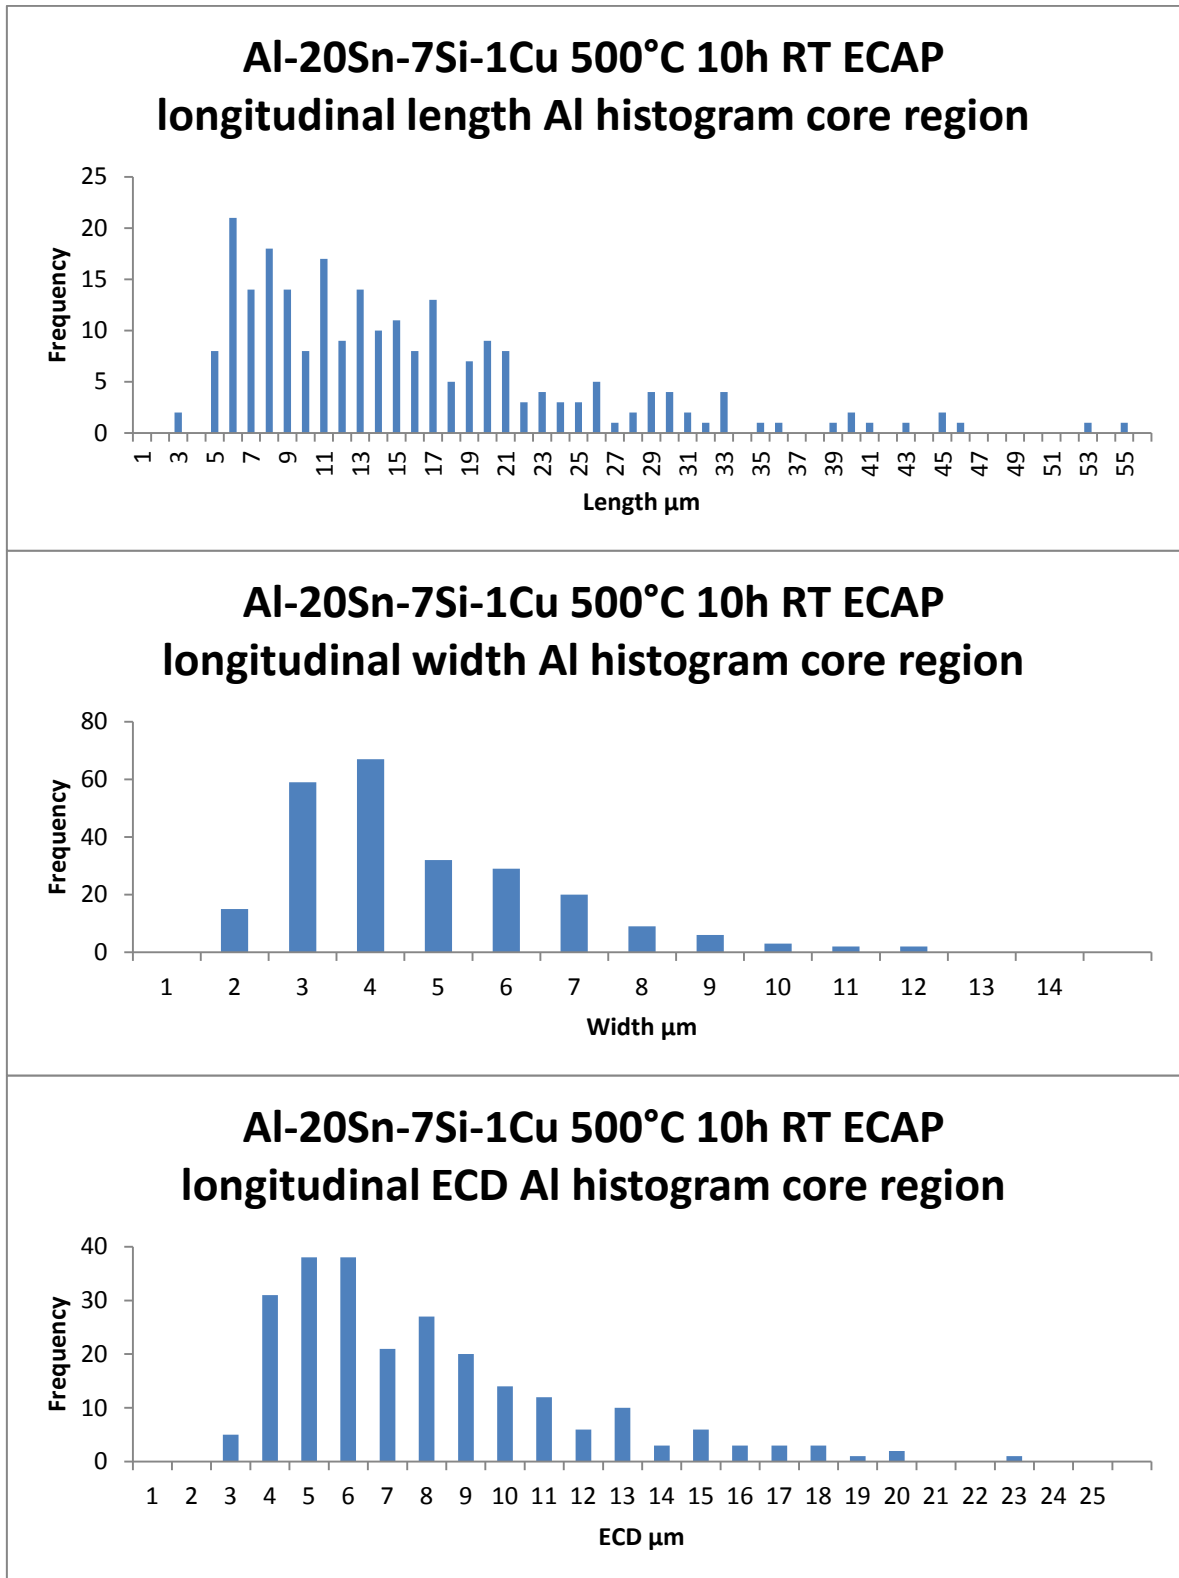 Al-20Sn-7Si-1Cu 500°C 10h RT ECAP
longitudinal length Al histogram core region
25
20
15
10
5
0
Frequency
1 3 5 7 9 11 13 15 17 19 21 23 25 27 29 31 33 35 37 39 41 43 45 47 49 51 53 55
Length µm
Al-20Sn-7Si-1Cu 500°C 10h RT ECAP
longitudinal width Al histogram core region
80
60
40
20
0
Frequency
1 2 3 4 5 6 7 8 9 10 11 12 13 14
Width µm
Al-20Sn-7Si-1Cu 500°C 10h RT ECAP
longitudinal ECD Al histogram core region
40
30
20
10
0
Frequency
1 2 3 4 5 6 7 8 9 10 11 12 13 14 15 16 17 18 19 20 21 22 23 24 25
ECD µm